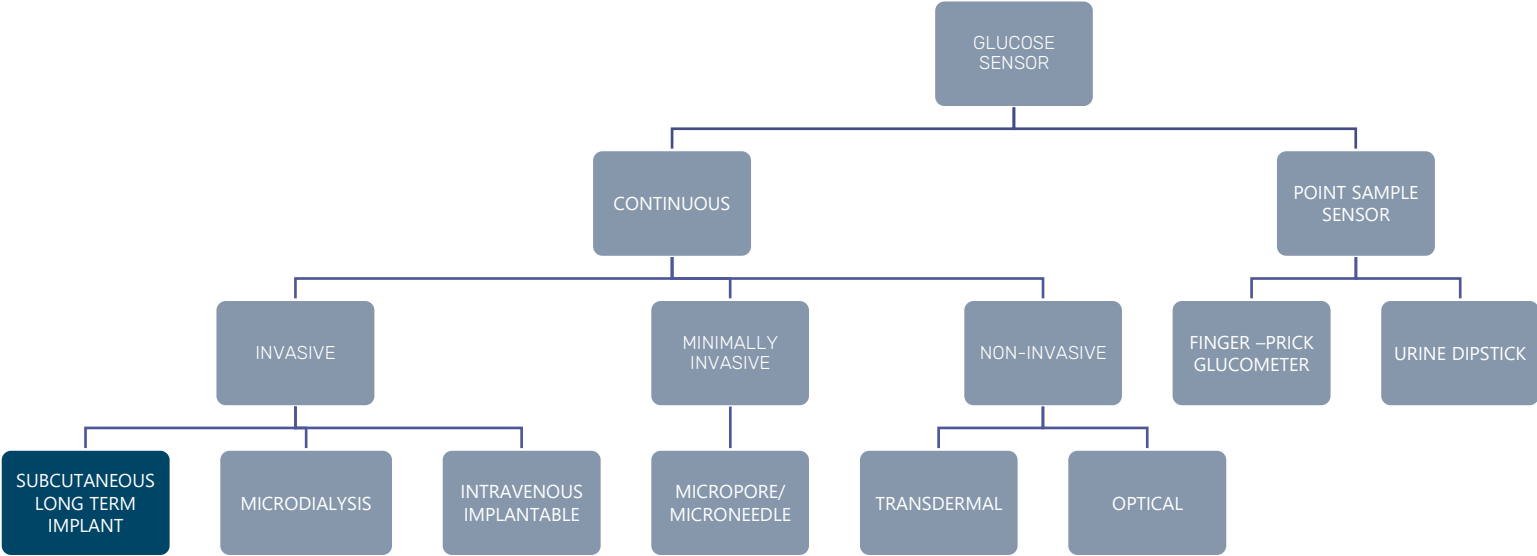 GLUCOSE
SENSOR
CONTINUOUS
POINT SAMPLE
SENSOR
INVASIVE
MINIMALLY
INVASIVE
NON-INVASIVE
FINGER –PRICK
GLUCOMETER
URINE DIPSTICK
SUBCUTANEOUS
LONG TERM
IMPLANT
MICRODIALYSIS
INTRAVENOUS
IMPLANTABLE
MICROPORE/
MICRONEEDLE
TRANSDERMAL
OPTICAL